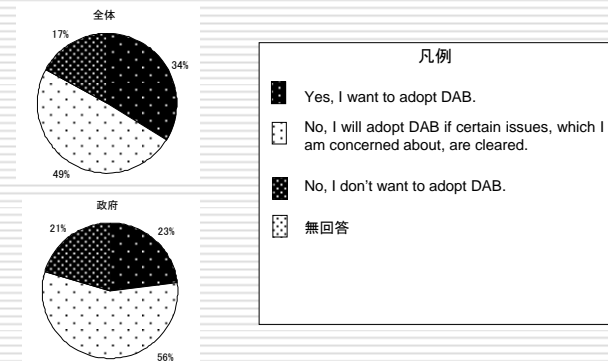 全体
17%
34%
49%
政府
21%
23%
56%
凡例
Yes, I want to adopt DAB.
No, I will adopt DAB if certain issues, which I
am concerned about, are cleared.
No, I don't want to adopt DAB.
無回答